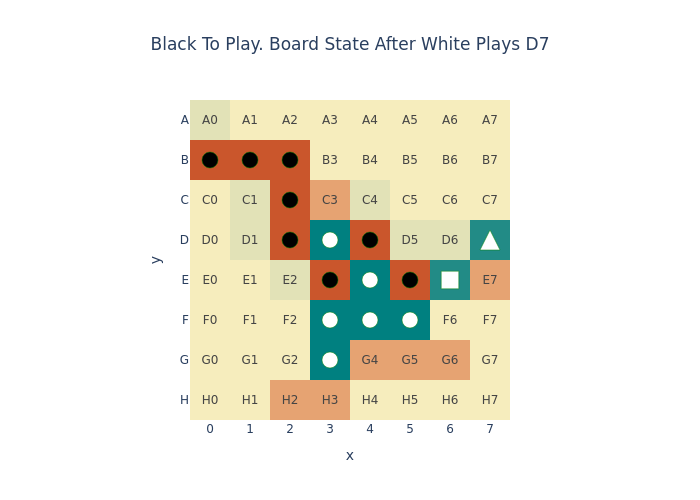 Black To Play. Board State After White Plays D7
A A0 A1 A2 A3 A4 A5 A6 A7
B B3 B4 B5 B6 B7
C C0 C1 C3 C4 C5 C6 C7
D D0 D1 D5 D6
y
E E0 E1 E2 E7
F F0 F1 F2 F6 F7
G G0 G1 G2 G4 G5 G6 G7
H H0 H1 H2 H3 H4 H5 H6 H7
0 1 2 3 4 5 6 7
x